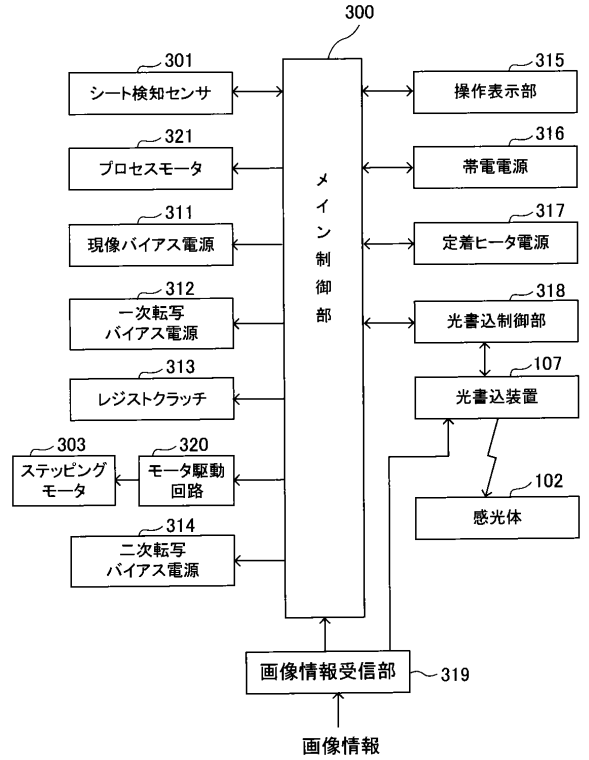 300
301
シート検知センサ
321
プロセスモータ
311
現像バイアス電源
312
一次転写
バイアス電源
313
レジストクラッチ
303
ステッピング
モータ
320
モータ駆動
回路
314
二次転写
バイアス電源
メイン制御部
315
操作表示部
316
帯電電源
317
定着ヒータ電源
318
光書込制御部
107
光書込装置
102
感光体
画像情報受信部
319
画像情報